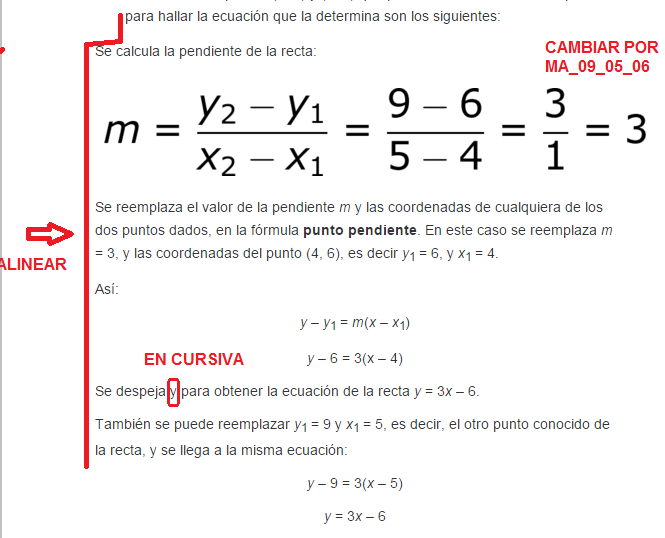 para hallar la ecuación que la determina son los siguientes:
Se calcula la pendiente de la recta:
CAMBIAR POR
MA_09_05_06
m = (y₂ − y₁)/(x₂ − x₁) = (9 − 6)/(5 − 4) = 3/1 = 3
Se reemplaza el valor de la pendiente m y las coordenadas de cualquiera de los
dos puntos dados, en la fórmula punto pendiente. En este caso se reemplaza m
= 3, y las coordenadas del punto (4, 6), es decir y₁ = 6, y x₁ = 4.
ALINEAR
Así:
y – y₁ = m(x – x₁)
EN CURSIVA
y – 6 = 3(x – 4)
Se despeja y para obtener la ecuación de la recta y = 3x – 6.
También se puede reemplazar y₁ = 9 y x₁ = 5, es decir, el otro punto conocido de
la recta, y se llega a la misma ecuación:
y – 9 = 3(x – 5)
y = 3x – 6